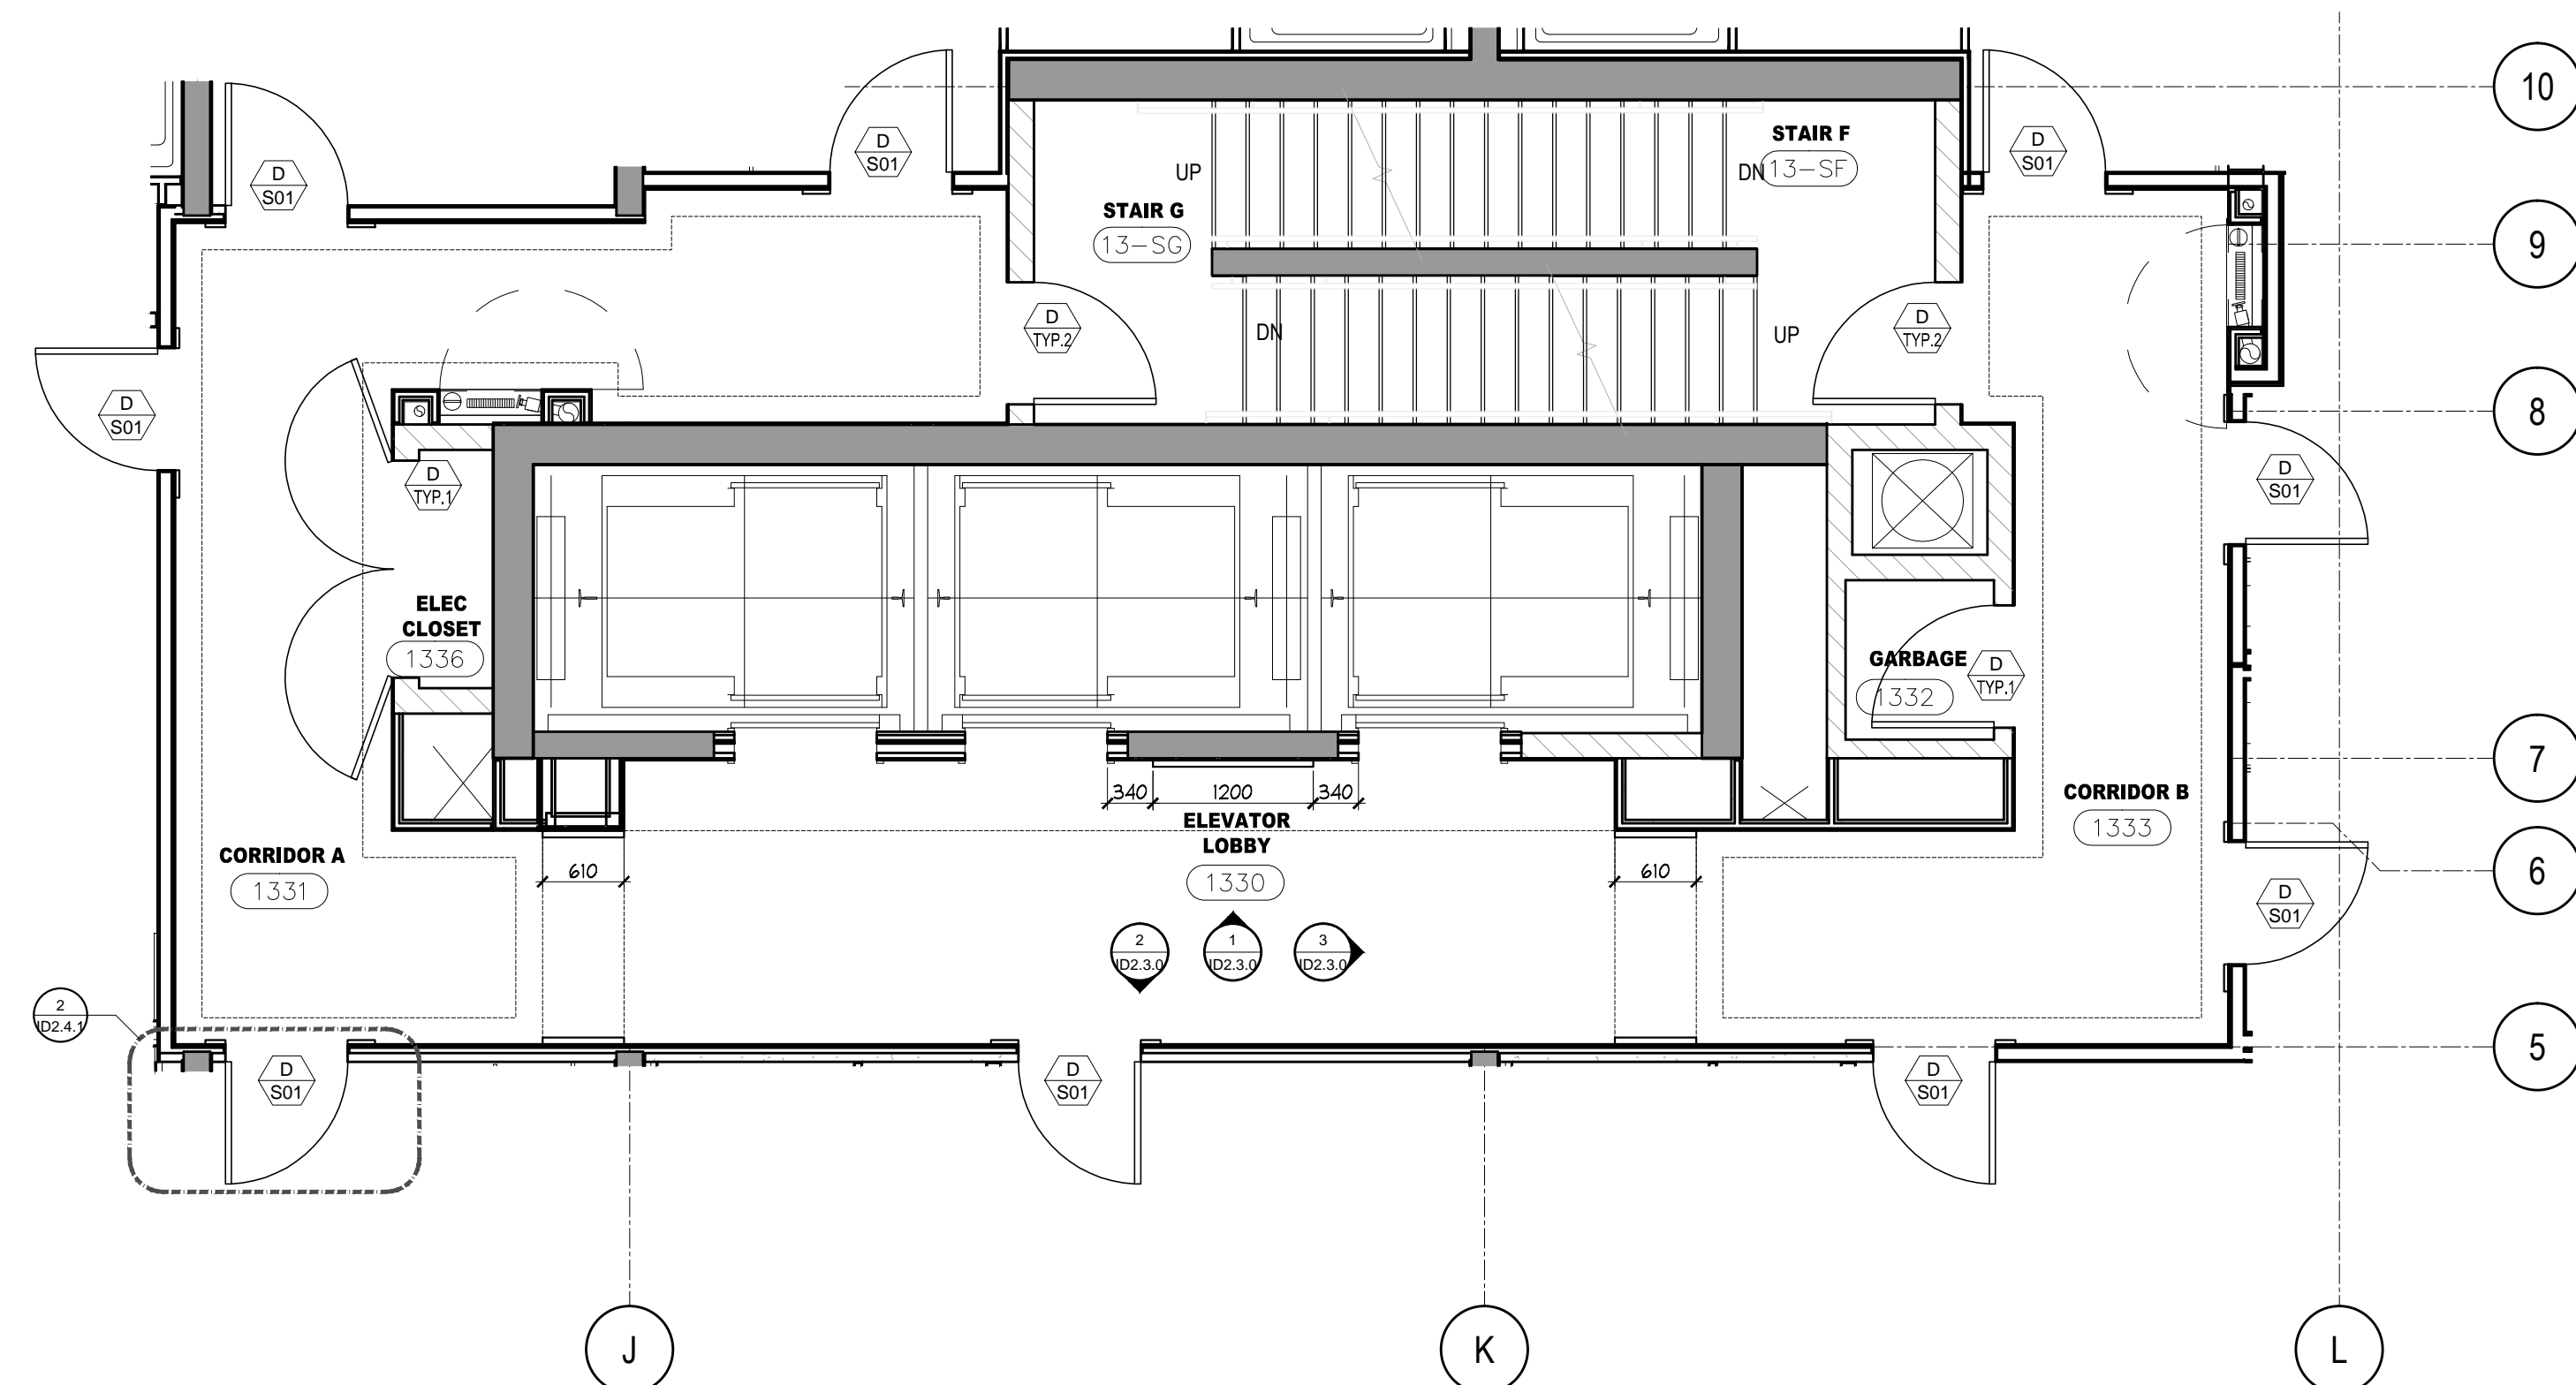 10
D
S01
D
S01
D
S01
STAIR F
13-SF
UP
DN
STAIR G
13-SG
9
D
TYP.2
D
TYP.2
DN
UP
8
D
S01
D
S01
D
TYP.1
ELEC
CLOSET
1336
GARBAGE
1332
D
TYP.1
7
340
1200
340
CORRIDOR B
1333
ELEVATOR
LOBBY
1330
CORRIDOR A
1331
610
610
6
D
S01
2
ID2.3.0
1
ID2.3.0
3
ID2.3.0
2
ID2.4.1
5
D
S01
D
S01
D
S01
J
K
L